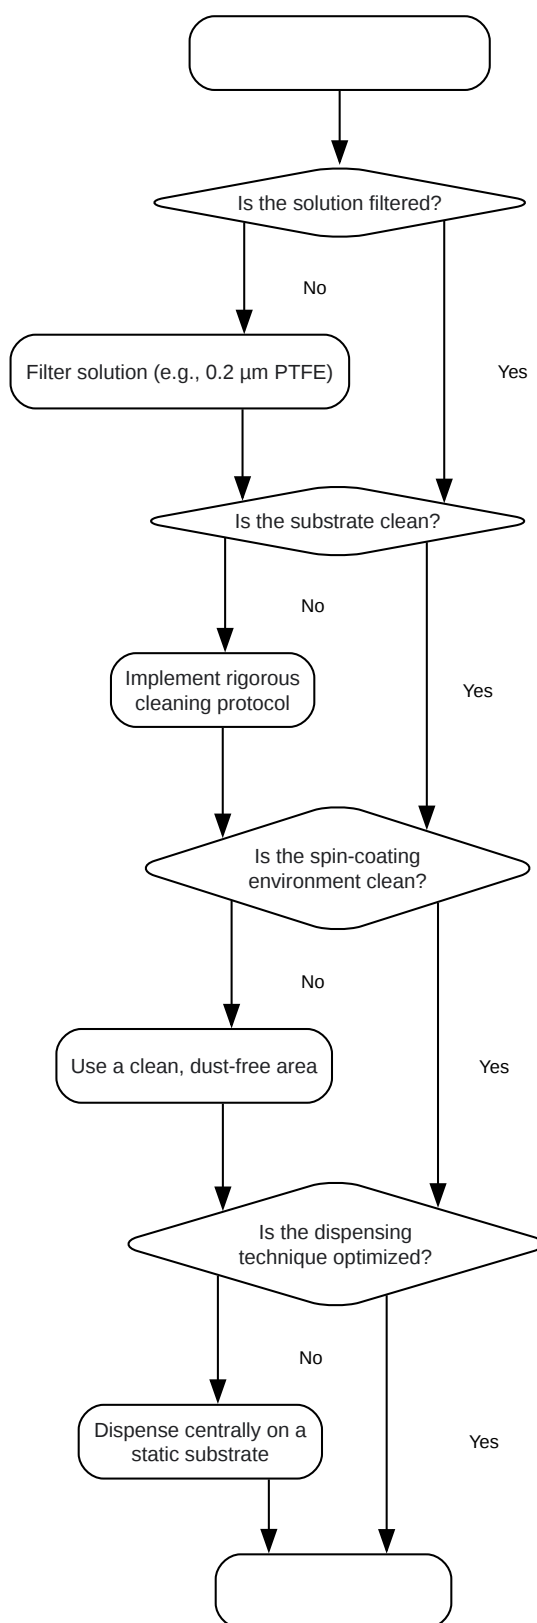 Is the solution filtered?
No
Filter solution (e.g., 0.2 µm PTFE)
Yes
Is the substrate clean?
No
Implement rigorous
cleaning protocol
Yes
Is the spin-coating
environment clean?
No
Use a clean, dust-free area
Yes
Is the dispensing
technique optimized?
No
Dispense centrally on a
static substrate
Yes